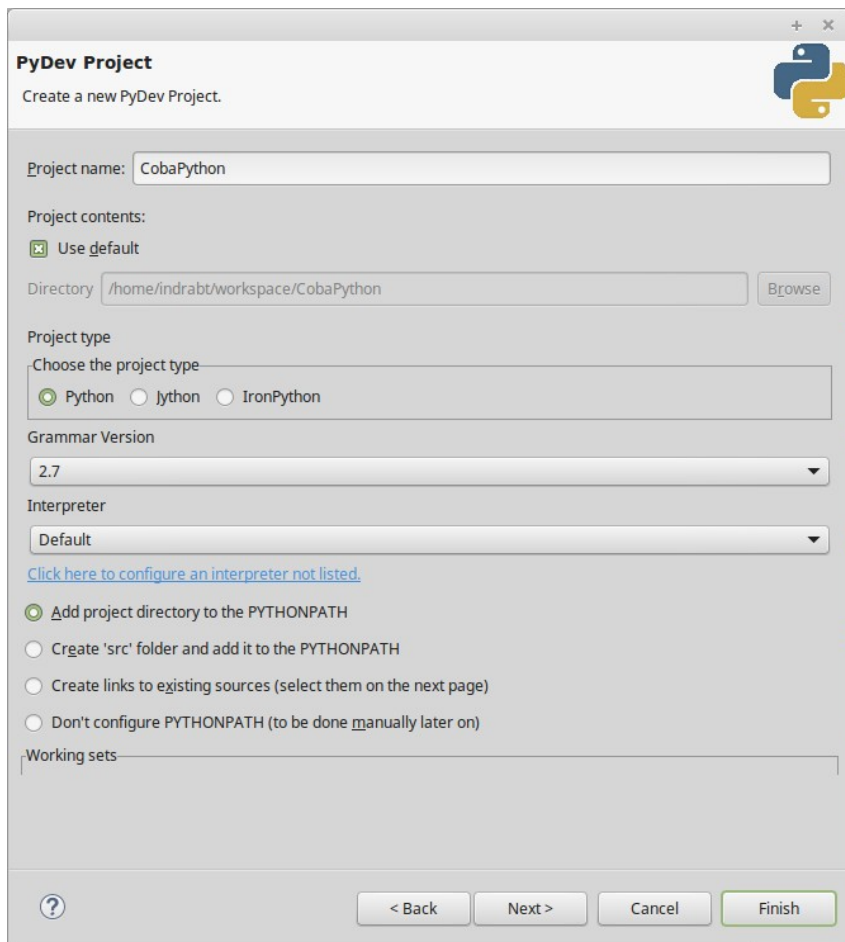 PyDev Project
Create a new PyDev Project.
Project name: CobaPython
Project contents:
Use default
Directory /home/indrabt/workspace/CobaPython Browse
Project type
Choose the project type
Python Jython IronPython
Grammar Version
2.7
Interpreter
Default
Click here to configure an interpreter not listed.
Add project directory to the PYTHONPATH
Create 'src' folder and add it to the PYTHONPATH
Create links to existing sources (select them on the next page)
Don't configure PYTHONPATH (to be done manually later on)
Working sets
? < Back Next > Cancel Finish